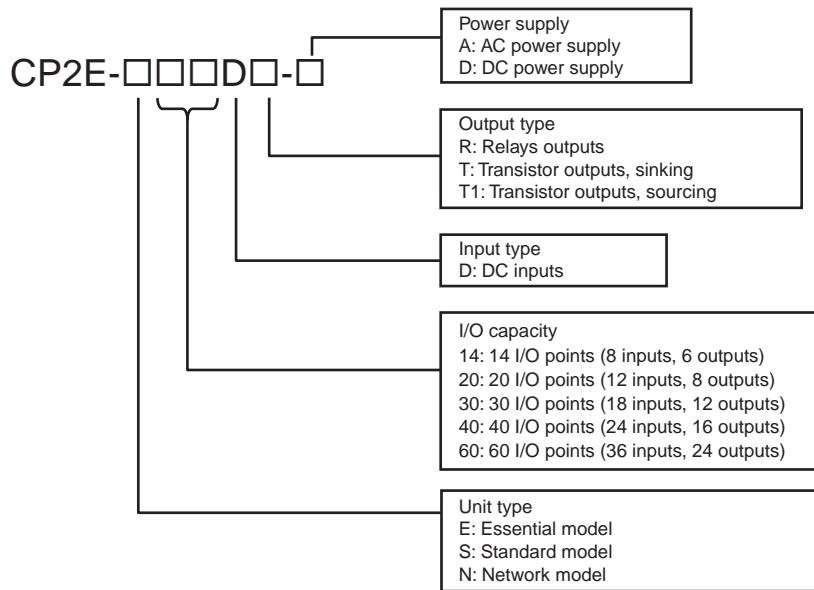 CP2E-□□□D□-□
Power supply
A: AC power supply
D: DC power supply
Output type
R: Relays outputs
T: Transistor outputs, sinking
T1: Transistor outputs, sourcing
Input type
D: DC inputs
I/O capacity
14: 14 I/O points (8 inputs, 6 outputs)
20: 20 I/O points (12 inputs, 8 outputs)
30: 30 I/O points (18 inputs, 12 outputs)
40: 40 I/O points (24 inputs, 16 outputs)
60: 60 I/O points (36 inputs, 24 outputs)
Unit type
E: Essential model
S: Standard model
N: Network model